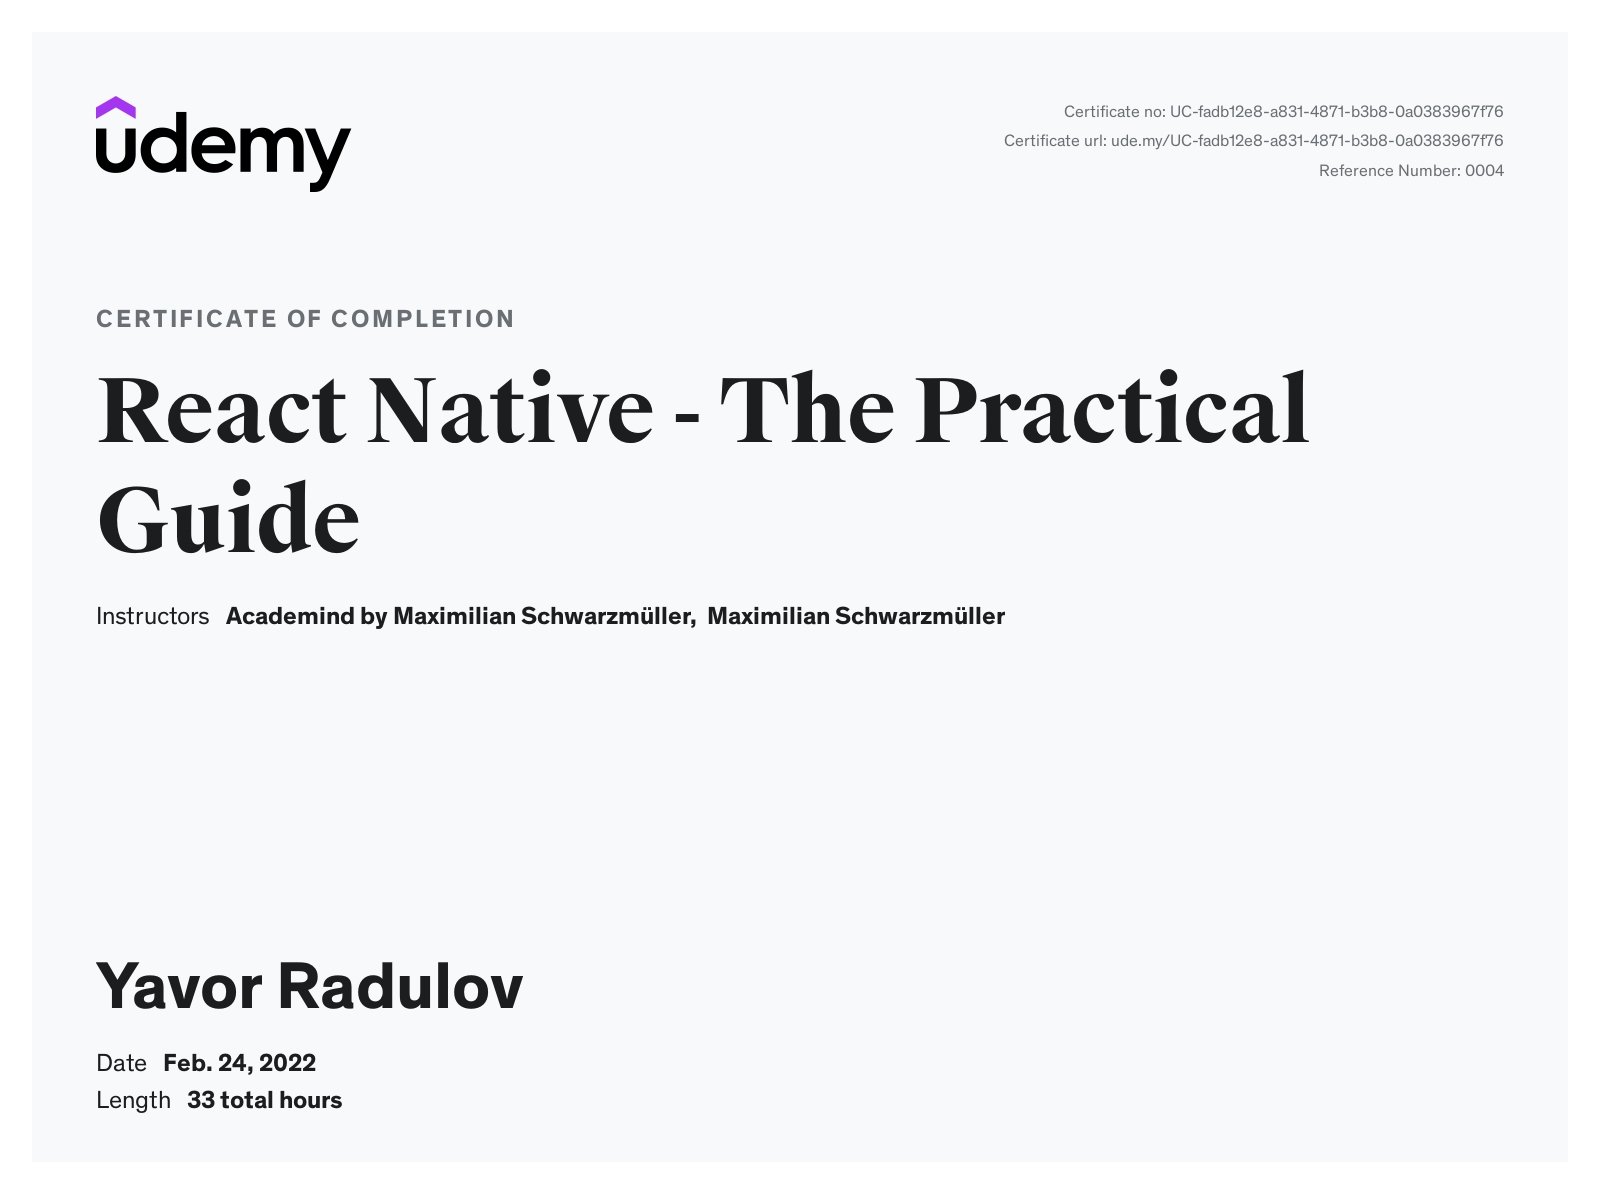 udemy
Certificate no: UC-fadb12e8-a831-4871-b3b8-0a0383967f76
Certificate url: ude.my/UC-fadb12e8-a831-4871-b3b8-0a0383967f76
Reference Number: 0004
CERTIFICATE OF COMPLETION
React Native - The Practical
Guide
Instructors Academind by Maximilian Schwarzmüller, Maximilian Schwarzmüller
Yavor Radulov
Date Feb. 24, 2022
Length 33 total hours